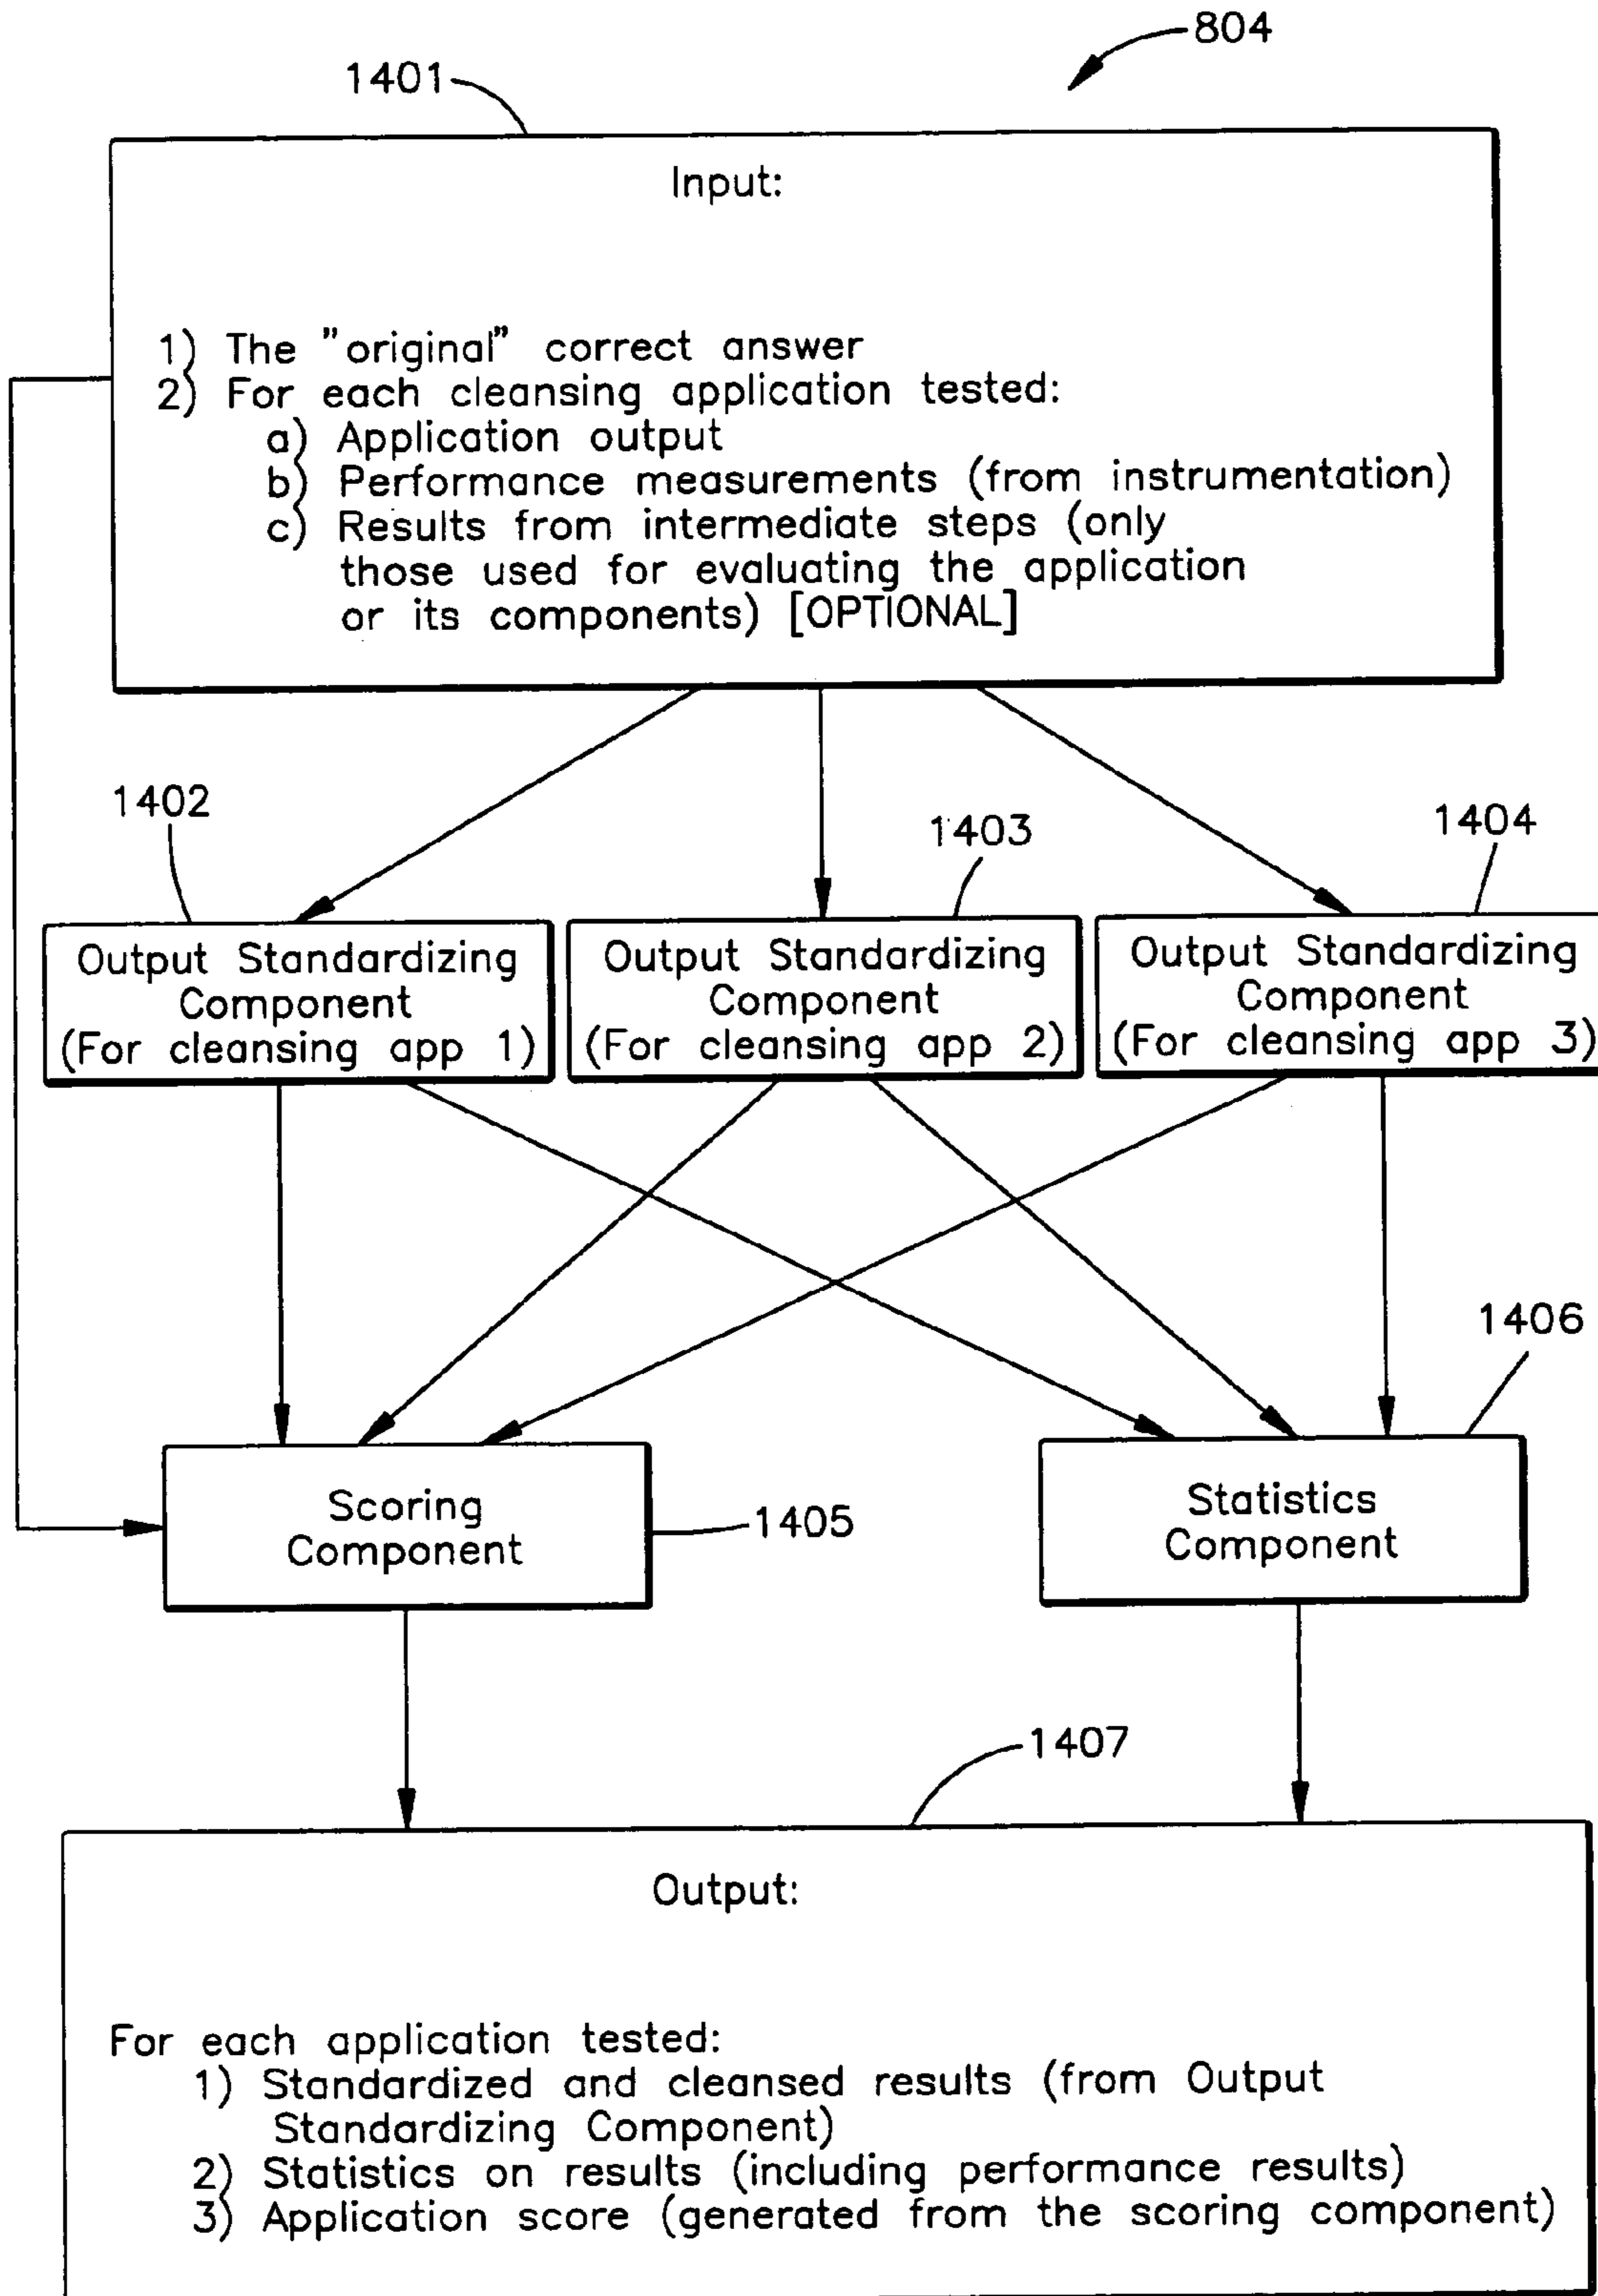 804
1401
Input:
1) The "original" correct answer
2) For each cleansing application tested:
a) Application output
b) Performance measurements (from instrumentation)
c) Results from intermediate steps (only
those used for evaluating the application
or its components) [OPTIONAL]
1402
1403
1404
Output Standardizing
Component
(For cleansing app 1)
Output Standardizing
Component
(For cleansing app 2)
Output Standardizing
Component
(For cleansing app 3)
1406
Scoring
Component
1405
Statistics
Component
1407
Output:
For each application tested:
1) Standardized and cleansed results (from Output
Standardizing Component)
2) Statistics on results (including performance results)
3) Application score (generated from the scoring component)